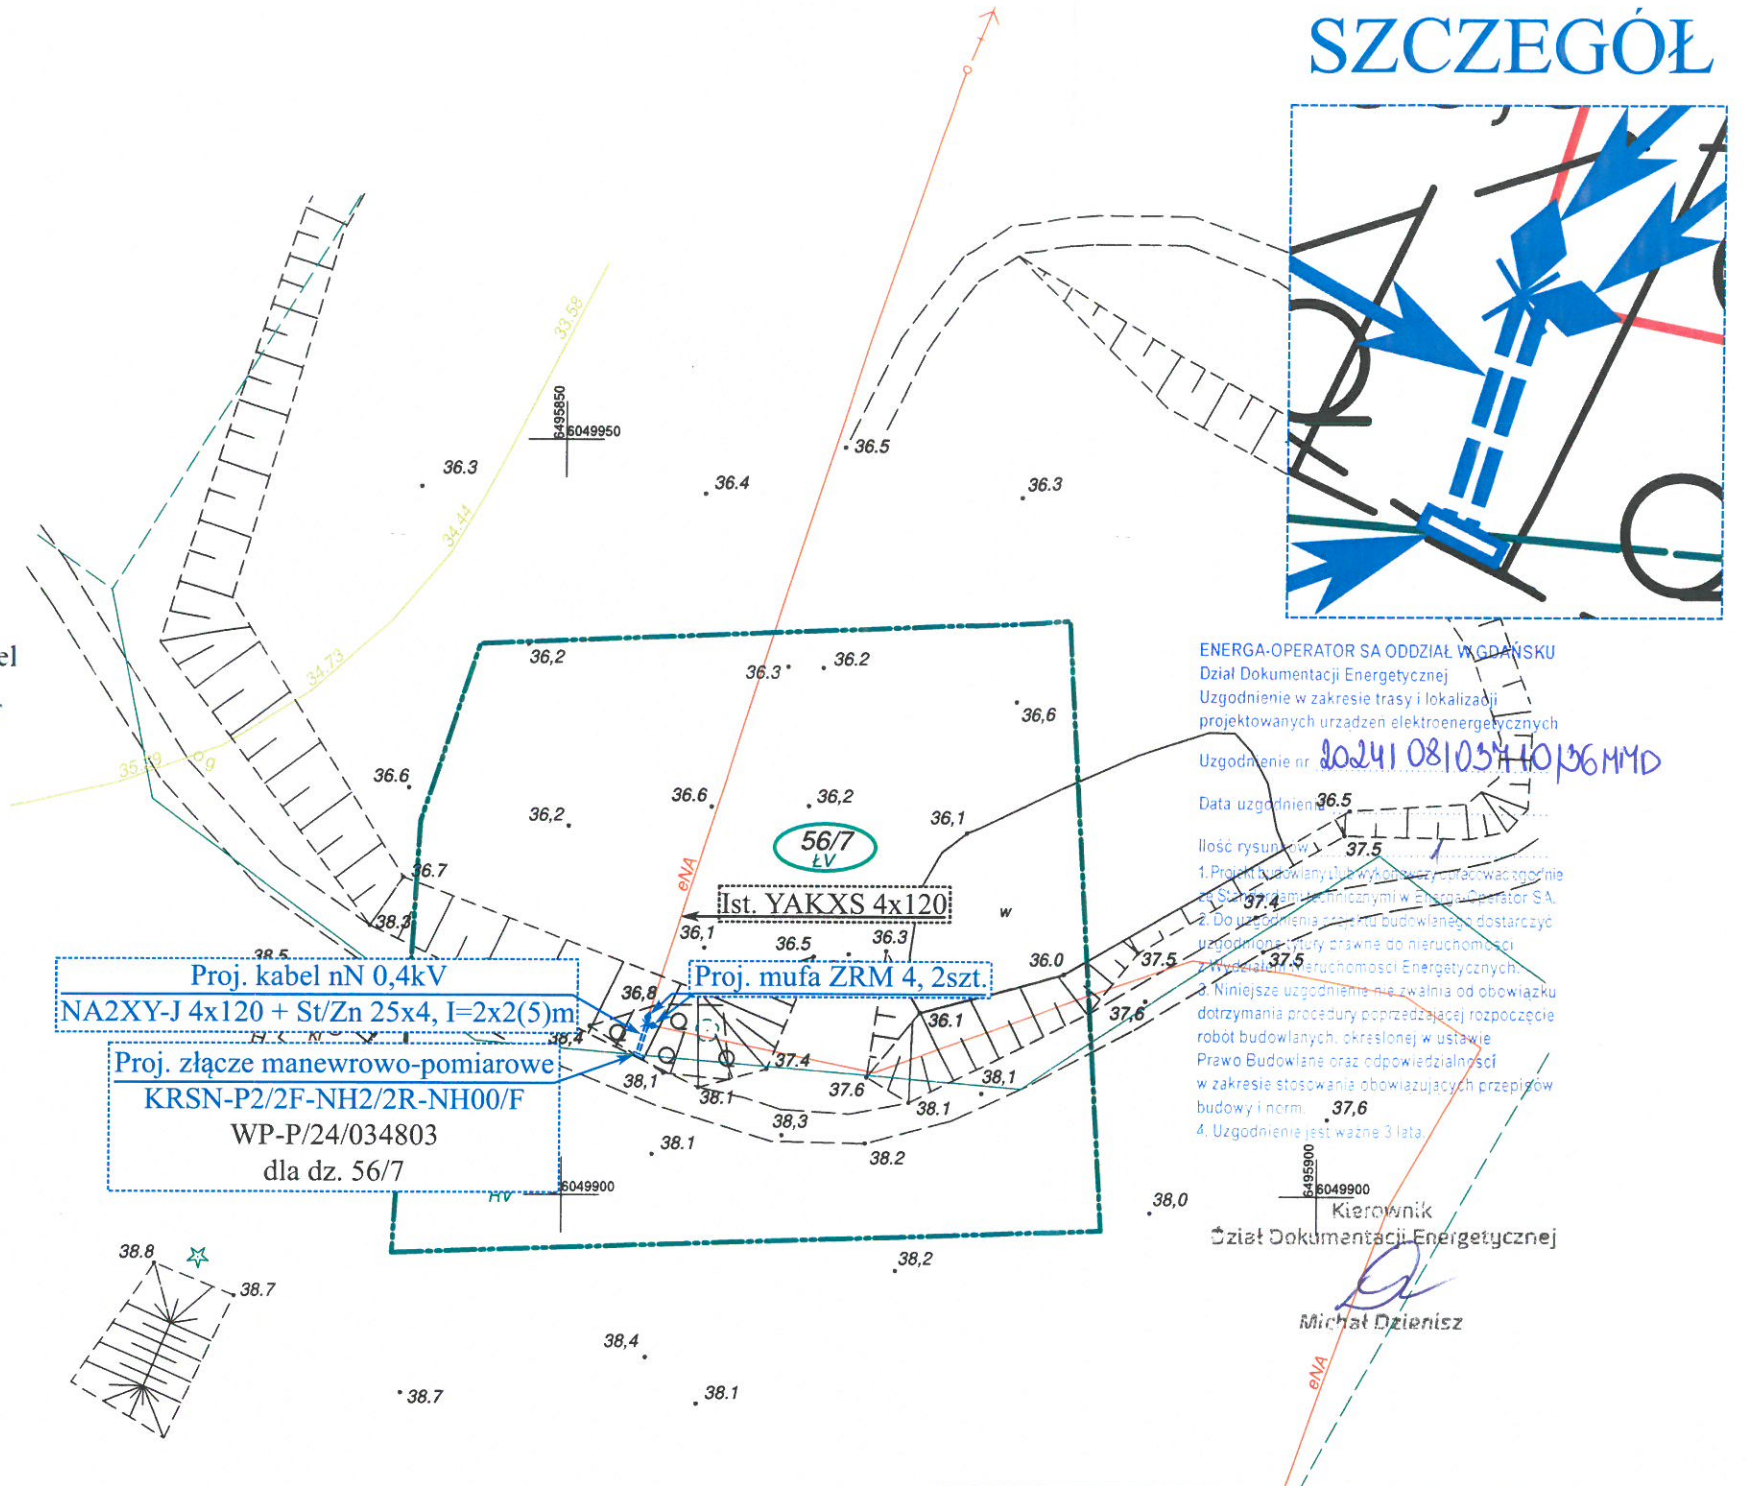 SZCZEGÓŁ
33.58
6495850
6049950
36.5
36.3
36.4
36.3
34.44
el
34.73
36,2
36.3
36.2
36,6
ENERGA-OPERATOR SA ODDZIAŁ W GDAŃSKU
Dział Dokumentacji Energetycznej
Uzgodnienie w zakresie trasy i lokalizacji
projektowanych urządzeń elektroenergetycznych
Uzgodnienie nr
g
36.6
36,2
36.6
36,2
36,1
Data uzgodnienia
36.5
56/7
ŁV
Ilość rysunków 1
37.5
36.7
eNA
1. Projekt budowlany i lub wykonawczy opracować zgodnie
ze Standardami technicznymi w Energa-Operator SA.
37.4
Ist. YAKXS 4x120
w
2. Do uzgodnienia projektu budowlanego dostarczyć
uzgodnione tytuły prawne do nieruchomości
38.3
36,1
36.5
36.3
38.5
36.0
37.5
37.5
z Wydziałem Nieruchomości Energetycznych.
Proj. kabel nN 0,4kV
NA2XY-J 4x120 + St/Zn 25x4, I=2x2(5)m
Proj. mufa ZRM 4, 2szt.
36,8
36.1
37,6
3. Niniejsze uzgodnienie nie zwalnia od obowiązku
dotrzymania procedury poprzedzającej rozpoczęcie
robót budowlanych, określonej w ustawie
Prawo Budowlane oraz odpowiedzialności
w zakresie stosowania obowiązujących przepisów
budowy i norm.
4. Uzgodnienie jest ważne 3 lata.
38,4
Proj. złącze manewrowo-pomiarowe
KRSN-P2/2F-NH2/2R-NH00/F
WP-P/24/034803
dla dz. 56/7
37.4
38,1
38.1
37.6
38.1
38,1
38,3
38.1
38.2
37,6
6049900
6495900
6049900
38,0
Kierownik
Dział Dokumentacji Energetycznej
Michał Dzienisz
38.8
38.7
38,2
38,4
38.7
38.1
eNA